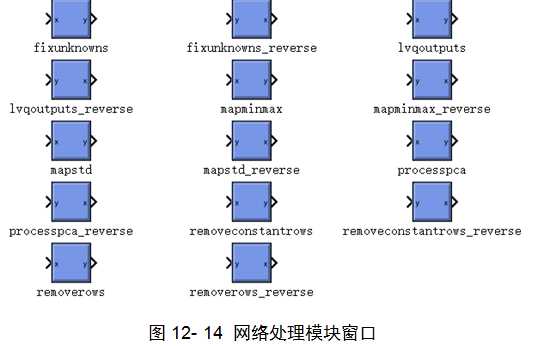 x y x y x y
fixunknowns fixunknowns_reverse lvqoutputs
y x x y y x
lvqoutputs_reverse mapminmax mapminmax_reverse
x y y x x y
mapstd mapstd_reverse processpca
y x x y y x
processpca_reverse removeconstantrows removeconstantrows_reverse
x y y x
removerows removerows_reverse
图 12- 14 网络处理模块窗口